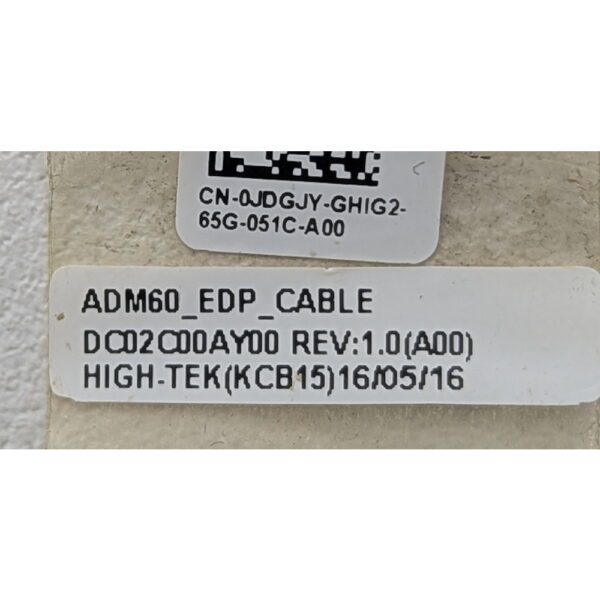 CN-0JDGJY-GHIG2-
65G-051C-A00
ADM60_EDP_CABLE
DC02C00AY00 REV:1.0(A00)
HIGH-TEK(KCB15)16/05/16